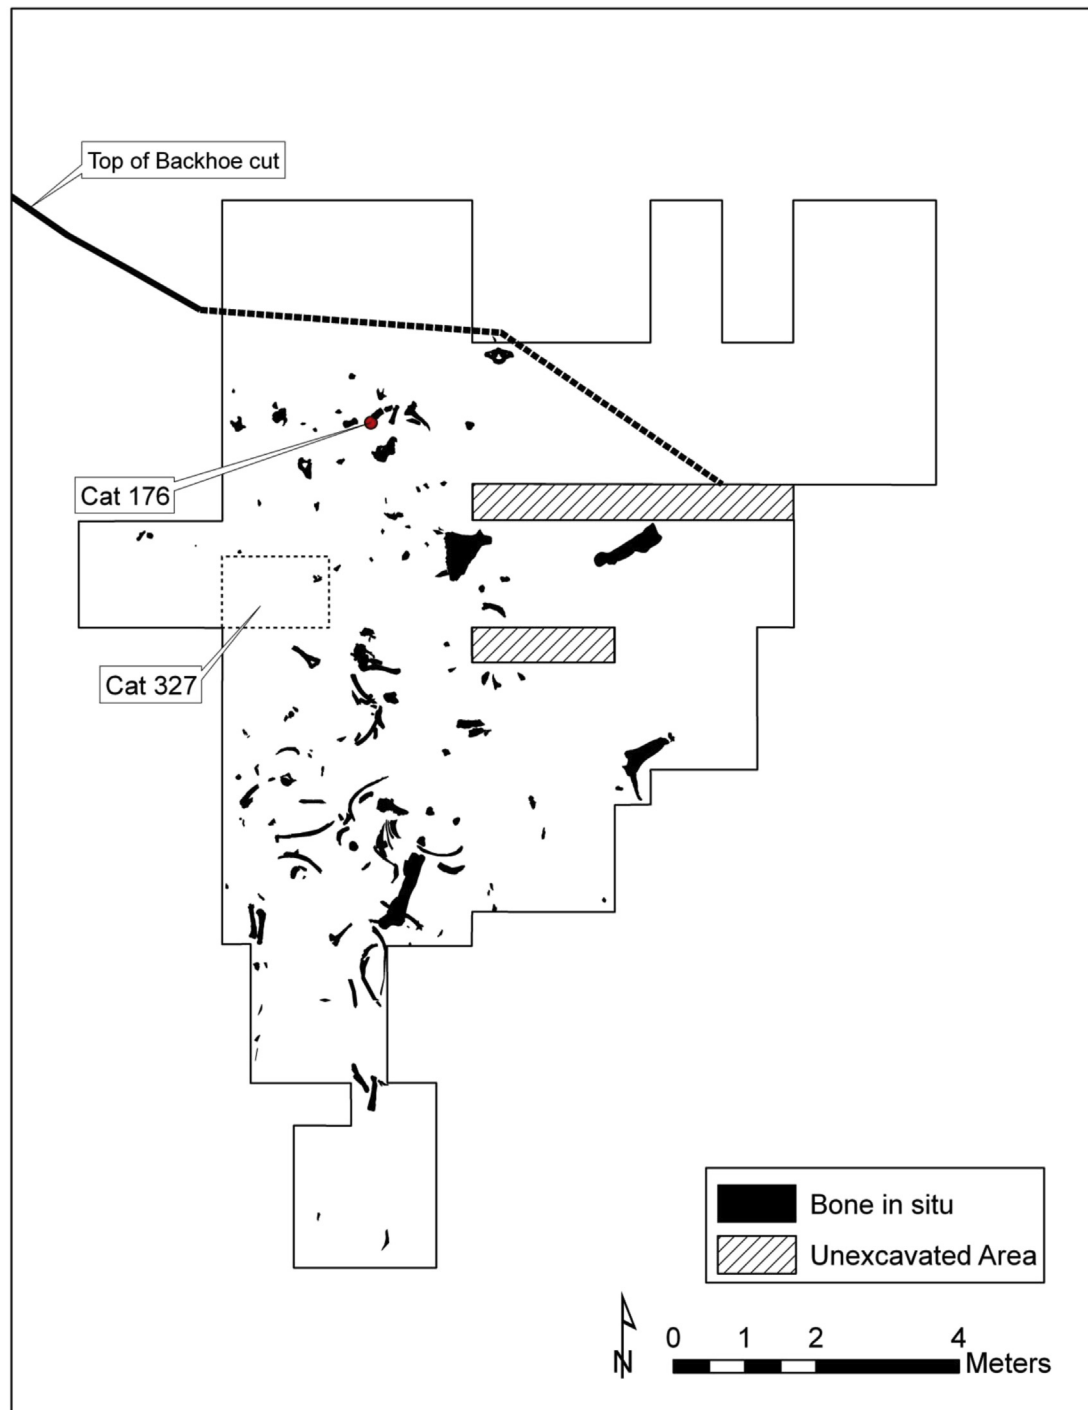 Top of Backhoe cut
Cat 176
Cat 327
Bone in situ
Unexcavated Area
N
0 1 2 4
Meters